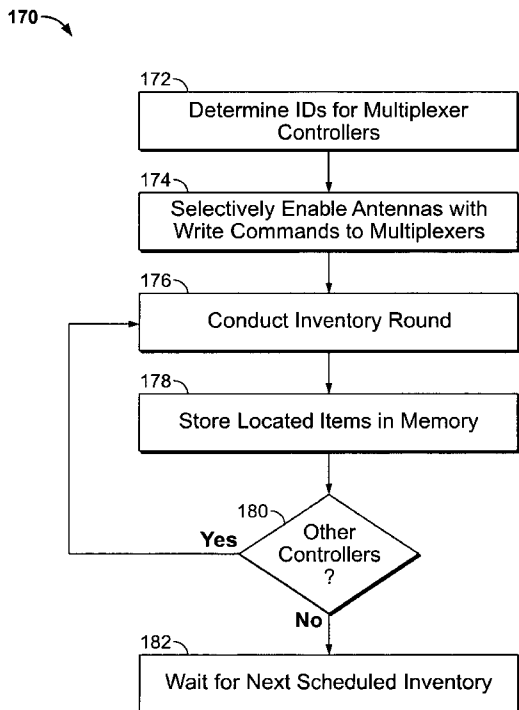 170
172
Determine IDs for Multiplexer
Controllers
174
Selectively Enable Antennas with
Write Commands to Multiplexers
176
Conduct Inventory Round
178
Store Located Items in Memory
180
Other
Controllers
?
Yes
No
182
Wait for Next Scheduled Inventory